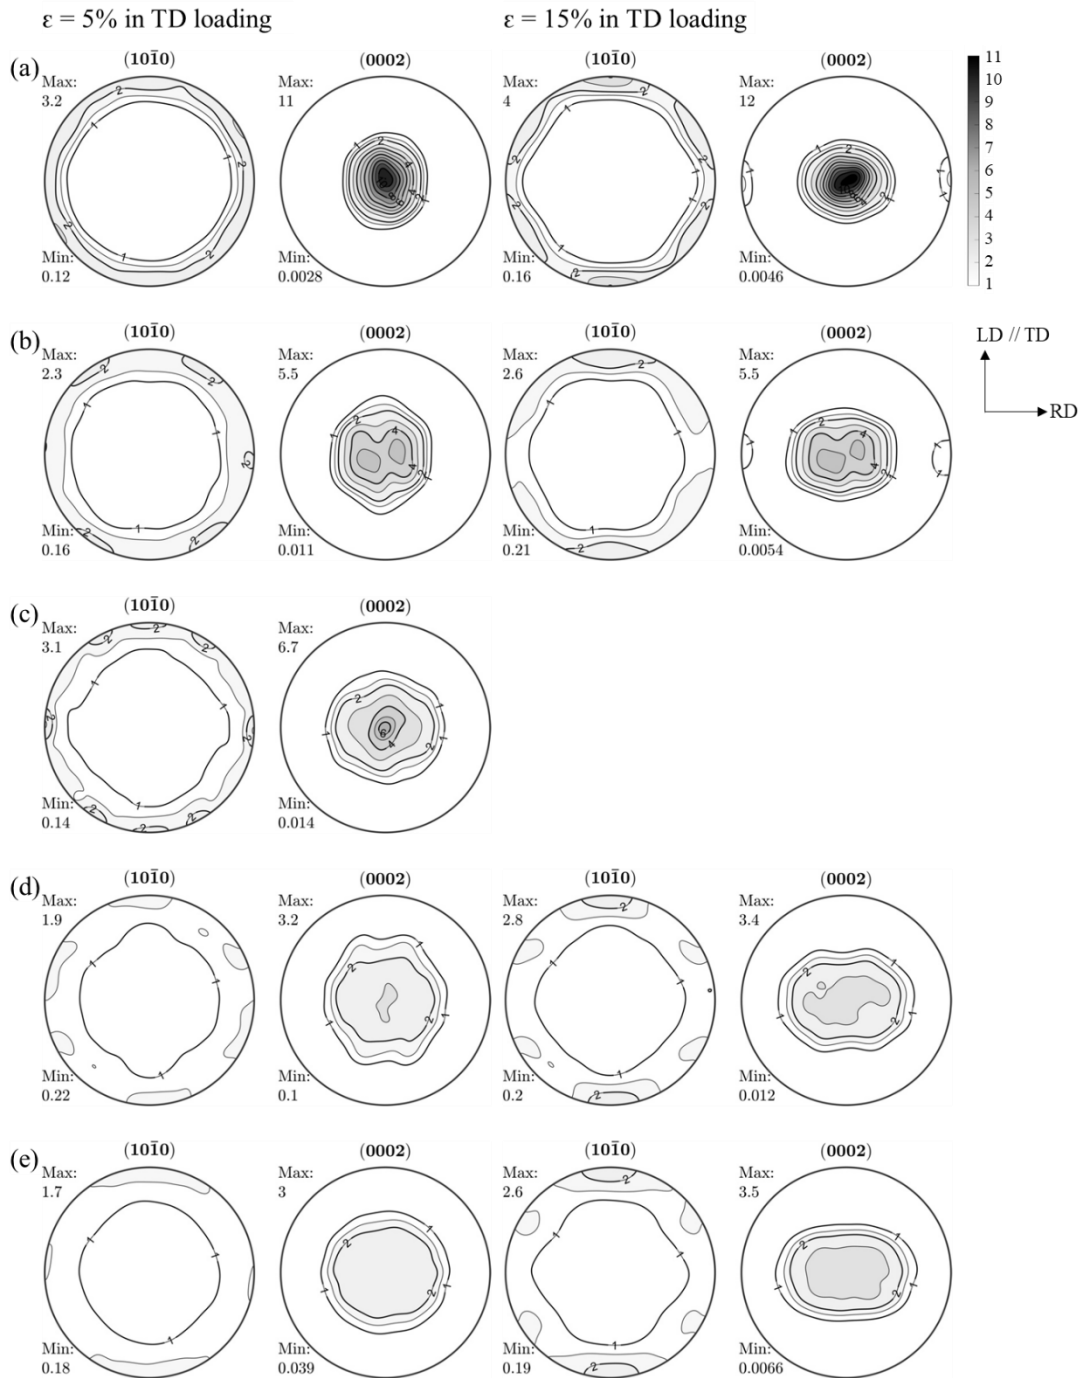 ε = 5% in TD loading
ε = 15% in TD loading
(a)
(101̄0)
Max:
3.2
Min:
0.12
(0002)
Max:
11
Min:
0.0028
(101̄0)
Max:
4
Min:
0.16
(0002)
Max:
12
Min:
0.0046
11
10
9
8
7
6
5
4
3
2
1
(b)
(101̄0)
Max:
2.3
Min:
0.16
(0002)
Max:
5.5
Min:
0.011
(101̄0)
Max:
2.6
Min:
0.21
(0002)
Max:
5.5
Min:
0.0054
LD // TD
RD
(c)
(101̄0)
Max:
3.1
Min:
0.14
(0002)
Max:
6.7
Min:
0.014
(d)
(101̄0)
Max:
1.9
Min:
0.22
(0002)
Max:
3.2
Min:
0.1
(101̄0)
Max:
2.8
Min:
0.2
(0002)
Max:
3.4
Min:
0.012
(e)
(101̄0)
Max:
1.7
Min:
0.18
(0002)
Max:
3
Min:
0.039
(101̄0)
Max:
2.6
Min:
0.19
(0002)
Max:
3.5
Min:
0.0066